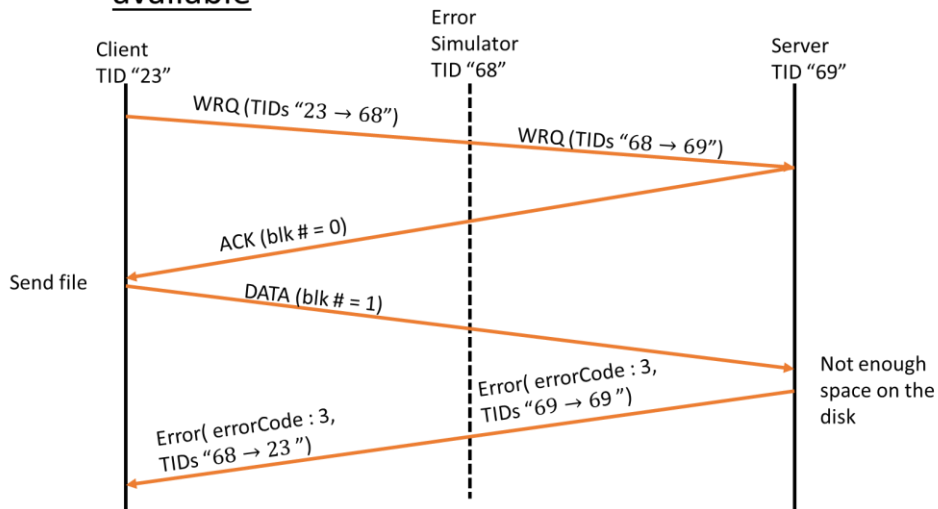 available
Client
TID “23”
Error
Simulator
TID “68”
Server
TID “69”
WRQ (TIDs “23 → 68”)
WRQ (TIDs “68 → 69”)
ACK (blk # = 0)
Send file
DATA (blk # = 1)
Not enough
space on the
disk
Error( errorCode : 3,
TIDs “69 → 69”)
Error( errorCode : 3,
TIDs “68 → 23”)